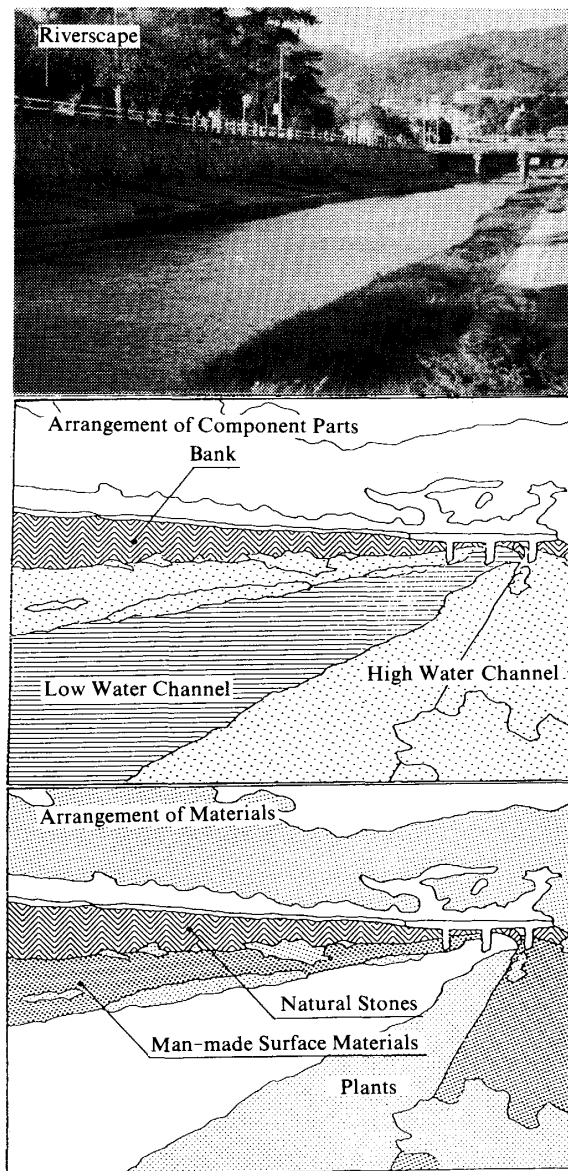 Riverscape
Arrangement of Component Parts
Bank
Low Water Channel
High Water Channel
Arrangement of Materials
Natural Stones
Man-made Surface Materials
Plants